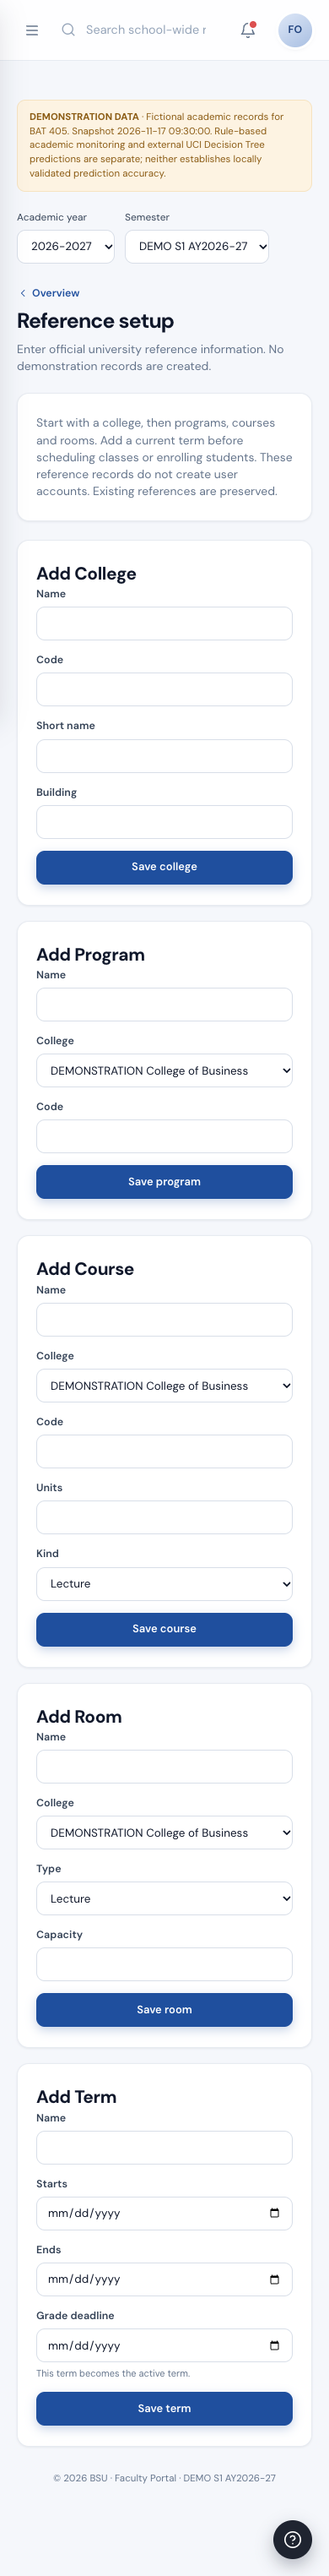 Search school-wide r
FO
DEMONSTRATION DATA · Fictional academic records for
BAT 405. Snapshot 2026-11-17 09:30:00. Rule-based
academic monitoring and external UCI Decision Tree
predictions are separate; neither establishes locally
validated prediction accuracy.
Academic year
Semester
2026-2027
DEMO S1 AY2026-27
Overview
Reference setup
Enter official university reference information. No
demonstration records are created.
Start with a college, then programs, courses
and rooms. Add a current term before
scheduling classes or enrolling students. These
reference records do not create user
accounts. Existing references are preserved.
Add College
Name
Code
Short name
Building
Save college
Add Program
Name
College
DEMONSTRATION College of Business
Code
Save program
Add Course
Name
College
DEMONSTRATION College of Business
Code
Units
Kind
Lecture
Save course
Add Room
Name
College
DEMONSTRATION College of Business
Type
Lecture
Capacity
Save room
Add Term
Name
Starts
mm/dd/yyyy
Ends
mm/dd/yyyy
Grade deadline
mm/dd/yyyy
This term becomes the active term.
Save term
© 2026 BSU · Faculty Portal · DEMO S1 AY2026-27